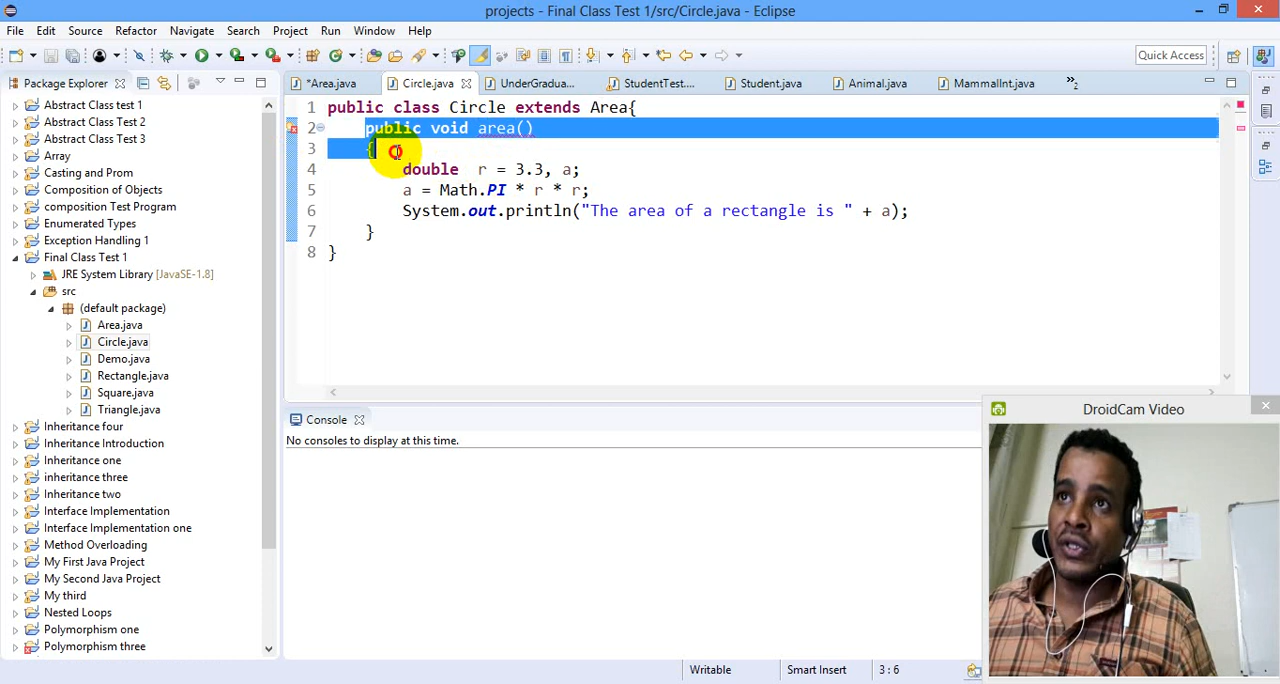 projects - Final Class Test 1/src/Circle.java - Eclipse
File Edit Source Refactor Navigate Search Project Run Window Help
Quick Access
Package Explorer
*Area.java Circle.java UnderGradua... StudentTest.... Student.java Animal.java MammalInt.java
1 public class Circle extends Area{
2 public void area()
3 {
4 double r = 3.3, a;
5 a = Math.PI * r * r;
6 System.out.println("The area of a rectangle is " + a);
7 }
8 }
Abstract Class test 1
Abstract Class Test 2
Abstract Class Test 3
Array
Casting and Prom
Composition of Objects
composition Test Program
Enumerated Types
Exception Handling 1
Final Class Test 1
JRE System Library [JavaSE-1.8]
src
(default package)
Area.java
Circle.java
Demo.java
Rectangle.java
Square.java
Triangle.java
Inheritance four
Inheritance Introduction
Inheritance one
inheritance three
Inheritance two
Interface Implementation
Interface Implementation one
Method Overloading
My First Java Project
My Second Java Project
My third
Nested Loops
Polymorphism one
Polymorphism three
Console
No consoles to display at this time.
DroidCam Video
Writable Smart Insert 3 : 6